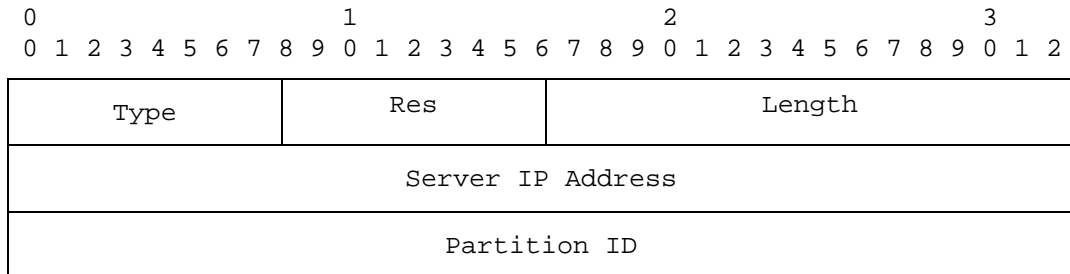 0 1 2 3
0 1 2 3 4 5 6 7 8 9 0 1 2 3 4 5 6 7 8 9 0 1 2 3 4 5 6 7 8 9 0 1 2
Type Res Length
Server IP Address
Partition ID